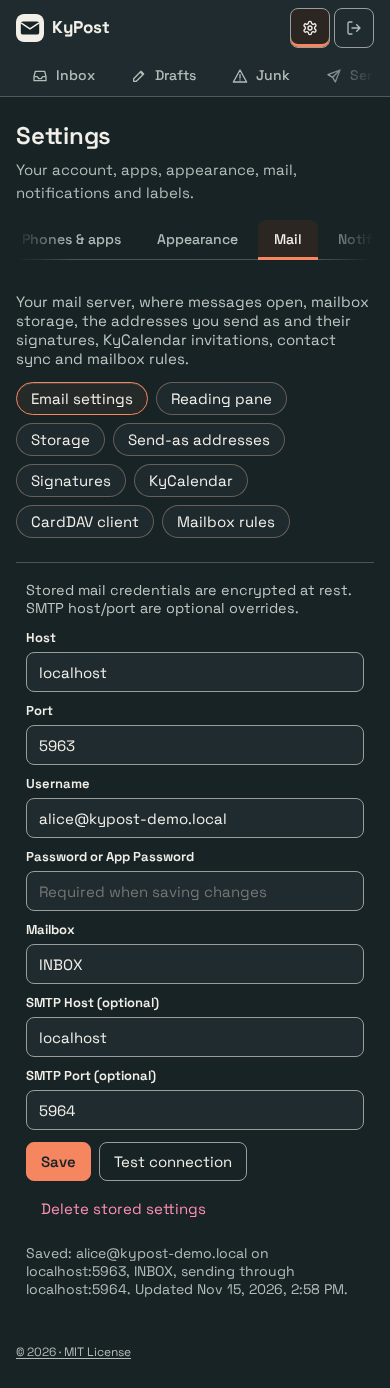 KyPost
Inbox
Drafts
Junk
Settings
Your account, apps, appearance, mail,
notifications and labels.
Phones & apps
Appearance
Mail
Your mail server, where messages open, mailbox
storage, the addresses you send as and their
signatures, KyCalendar invitations, contact
sync and mailbox rules.
Email settings
Reading pane
Storage
Send-as addresses
Signatures
KyCalendar
CardDAV client
Mailbox rules
Stored mail credentials are encrypted at rest.
SMTP host/port are optional overrides.
Host
localhost
Port
5963
Username
alice@kypost-demo.local
Password or App Password
Required when saving changes
Mailbox
INBOX
SMTP Host (optional)
localhost
SMTP Port (optional)
5964
Save
Test connection
Delete stored settings
Saved: alice@kypost-demo.local on
localhost:5963, INBOX, sending through
localhost:5964. Updated Nov 15, 2026, 2:58 PM.
© 2026 · MIT License